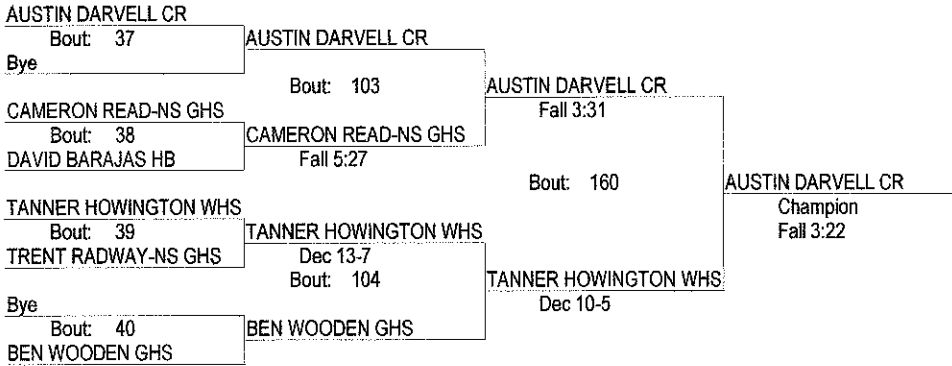 AUSTIN DARVELL CR
Bout: 37
Bye
AUSTIN DARVELL CR
Bout: 103
CAMERON READ-NS GHS
Bout: 38
DAVID BARAJAS HB
CAMERON READ-NS GHS
Fall 5:27
AUSTIN DARVELL CR
Fall 3:31
Bout: 160
TANNER HOWINGTON WHS
Bout: 39
TRENT RADWAY-NS GHS
TANNER HOWINGTON WHS
Dec 13-7
Bout: 104
Bye
Bout: 40
BEN WOODEN GHS
BEN WOODEN GHS
TANNER HOWINGTON WHS
Dec 10-5
AUSTIN DARVELL CR
Champion
Fall 3:22